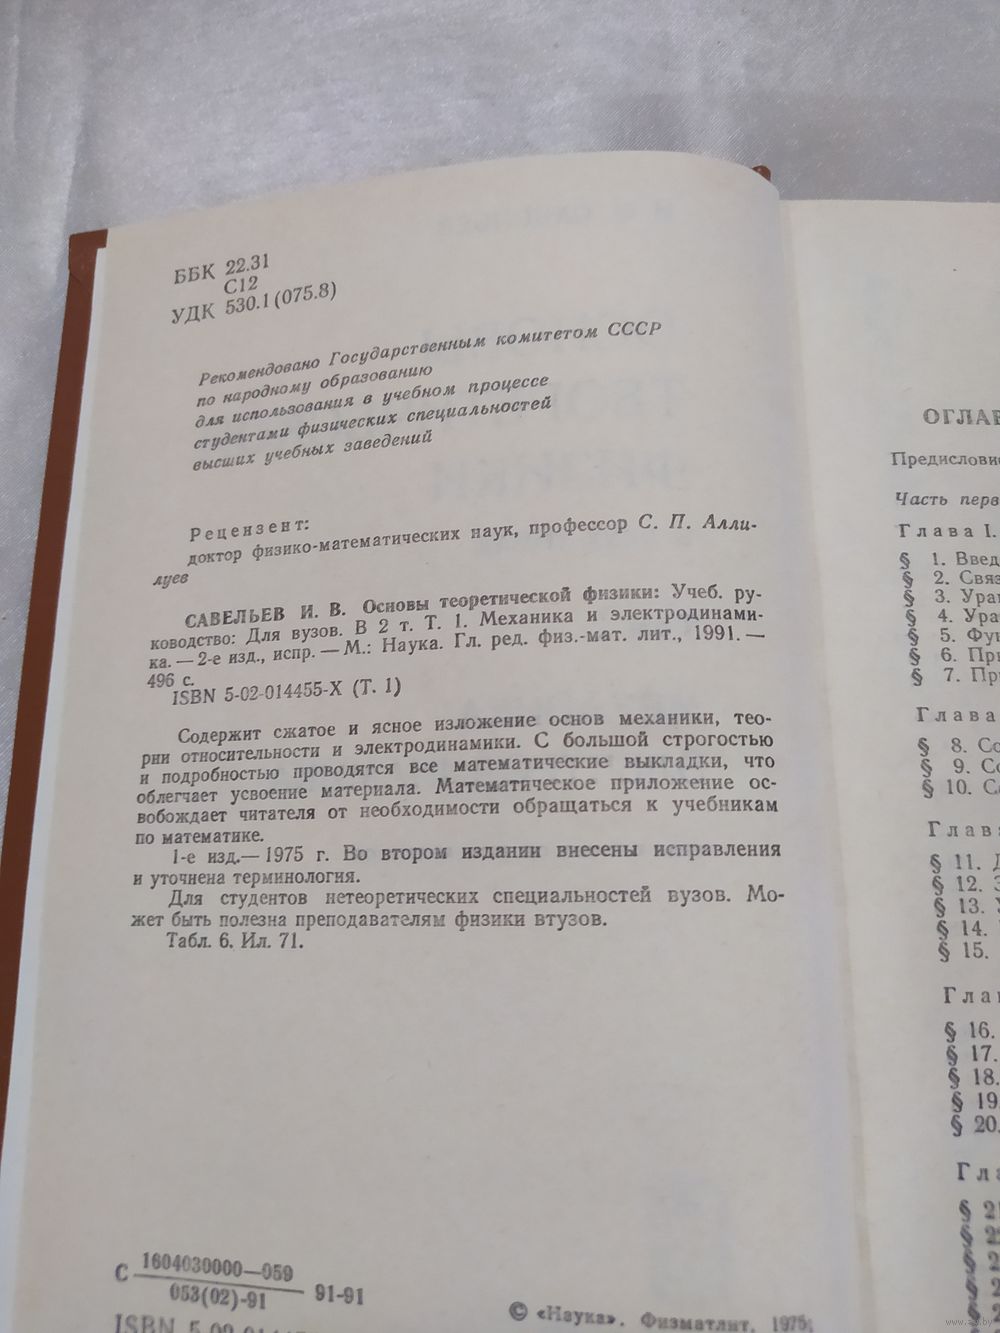 ББК 22.31
С12
УДК 530.1 (075.8)
Рекомендовано Государственным комитетом СССР
по народному образованию
для использования в учебном процессе
студентами физических специальностей
высших учебных заведений
Рецензент:
доктор физико-математических наук, профессор С. П. Алли-
луев
САВЕЛЬЕВ И. В. Основы теоретической физики: Учеб. ру-
ководство: Для вузов. В 2 т. Т. 1. Механика и электродинами-
ка. — 2-е изд., испр. — М.: Наука. Гл. ред. физ.-мат. лит., 1991. —
496 с.
ISBN 5-02-014455-X (Т. 1)
Содержит сжатое и ясное изложение основ механики, тео-
рии относительности и электродинамики. С большой строгостью
и подробностью проводятся все математические выкладки, что
облегчает усвоение материала. Математическое приложение ос-
вобождает читателя от необходимости обращаться к учебникам
по математике.
1-е изд.— 1975 г. Во втором издании внесены исправления
и уточнена терминология.
Для студентов нетеоретических специальностей вузов. Мо-
жет быть полезна преподавателям физики втузов.
Табл. 6. Ил. 71.
С 1604030000—059
053(02)-91 91-91
ISBN
© «Наука». Физматлит, 1975;
ОГЛАВ
Предислови
Часть перв
Глава I.
§ 1. Введ
§ 2. Связ
§ 3. Урав
§ 4. Ура
§ 5. Фун
§ 6. При
§ 7. Пр
Глава
§ 8. Со
§ 9. Со
§ 10. С
Глав
§ 11.
§ 12.
§ 13.
§ 14.
§ 15.
Гла
§ 16.
§ 17.
§ 18.
§ 19
§ 20.
Гл
§ 2